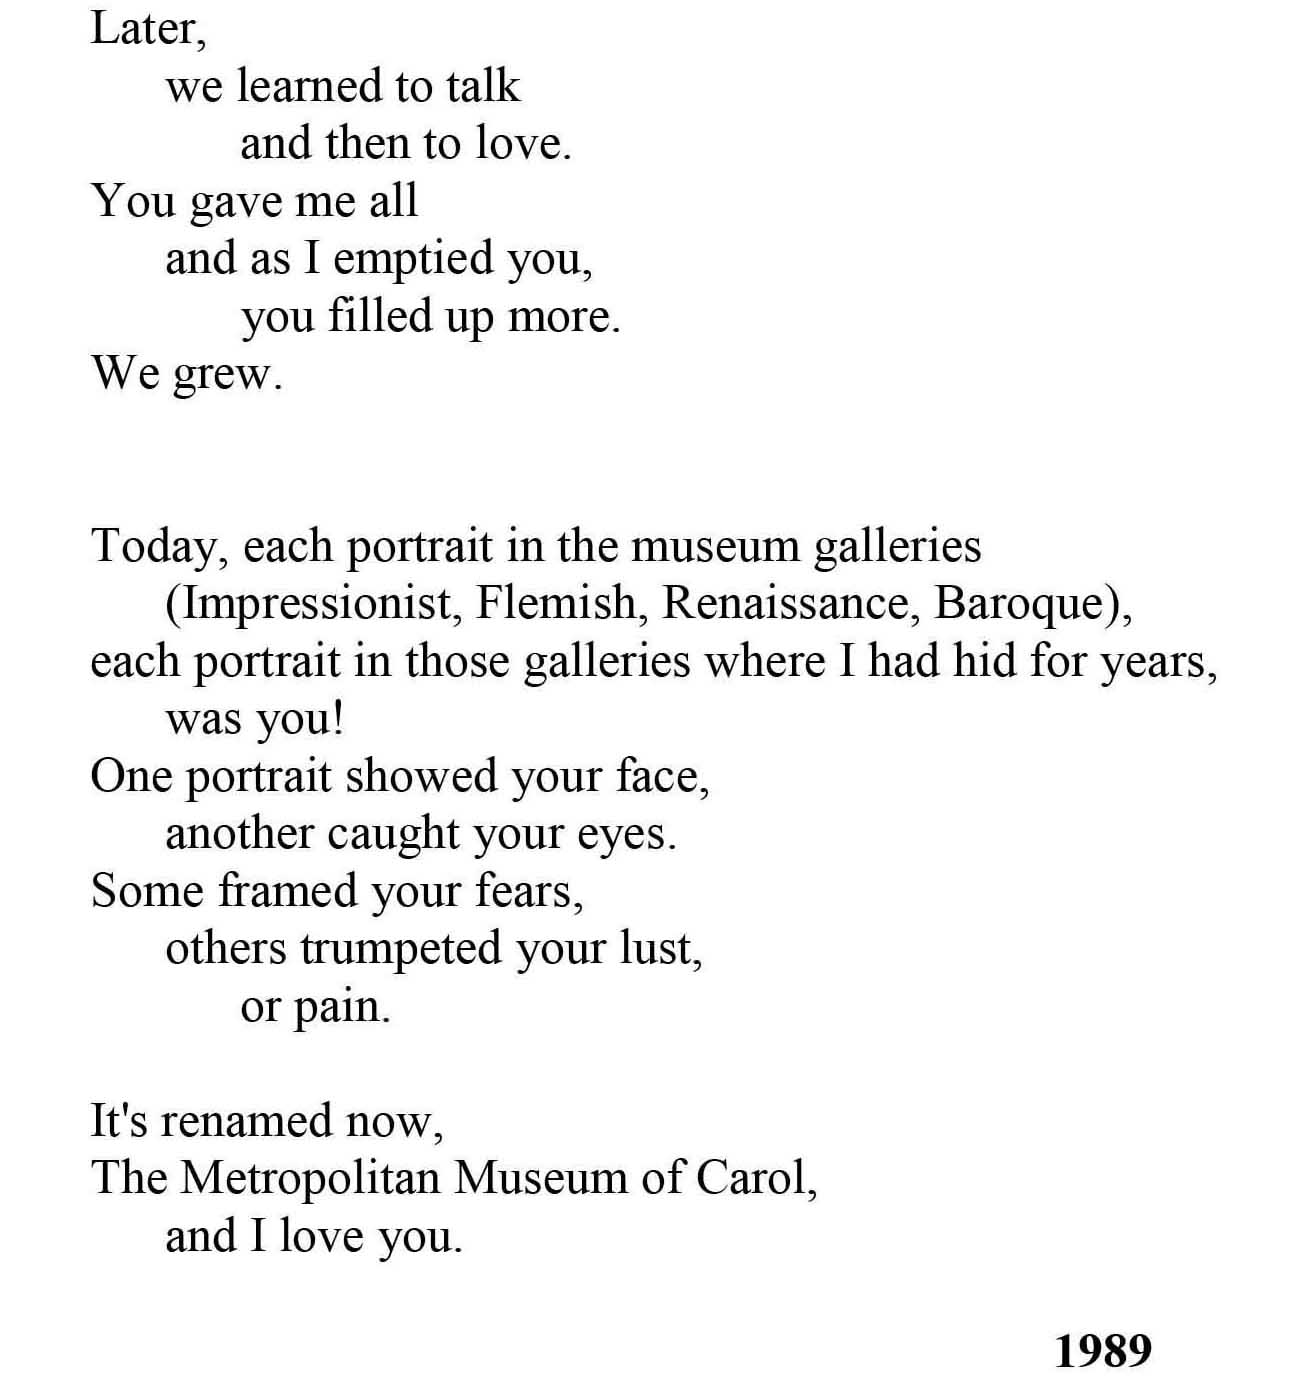 Later,
we learned to talk
and then to love.
You gave me all
and as I emptied you,
you filled up more.
We grew.
Today, each portrait in the museum galleries
(Impressionist, Flemish, Renaissance, Baroque),
each portrait in those galleries where I had hid for years,
was you!
One portrait showed your face,
another caught your eyes.
Some framed your fears,
others trumpeted your lust,
or pain.
It's renamed now,
The Metropolitan Museum of Carol,
and I love you.
1989